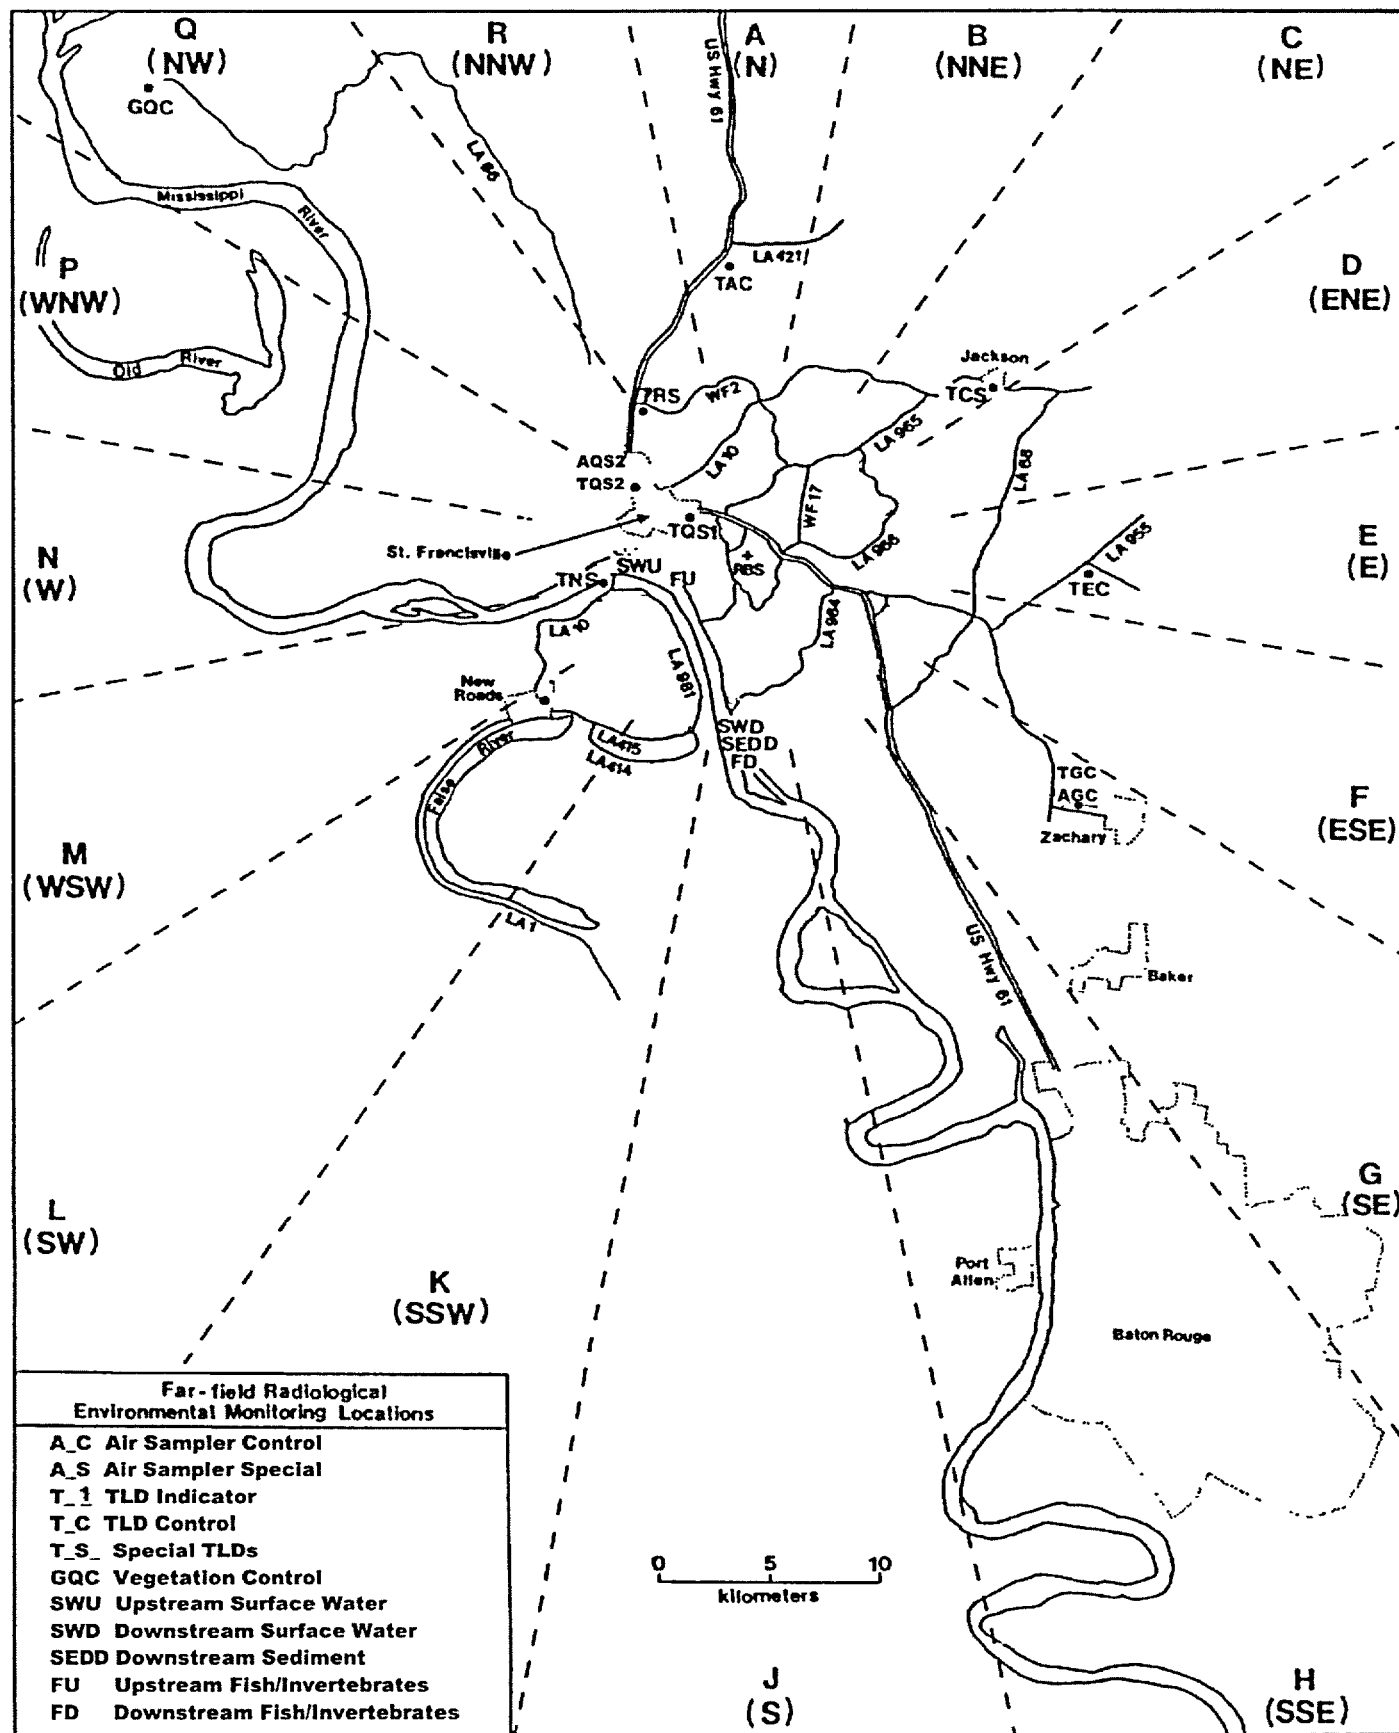 Q
(NW)
R
(NNW)
A
(N)
B
(NNE)
C
(NE)
GQC
US Hwy 61
LA 66
Mississippi
River
P
(WNW)
LA 421
TAC
D
(ENE)
Old
River
Jackson
TCS
TRS
WF2
LA 965
AQS2
TQS2
LA 10
LA 68
WF 17
TQS1
LA 955
N
(W)
St. Francisville
SWU
RBS
LA 966
E
(E)
TNS
FU
TEC
LA 10
LA 964
LA 981
New
Roads
SWD
SEDD
FD
LA415
LA414
River
False
TGC
AGC
Zachary
F
(ESE)
M
(WSW)
LA 1
US Hwy 61
Baker
G
(SE)
L
(SW)
Port
Allen
K
(SSW)
Baton Rouge
Far-field Radiological
Environmental Monitoring Locations
A_C Air Sampler Control
A_S Air Sampler Special
T_1 TLD Indicator
T_C TLD Control
T_S_ Special TLDs
GQC Vegetation Control
SWU Upstream Surface Water
SWD Downstream Surface Water
SEDD Downstream Sediment
FU Upstream Fish/Invertebrates
FD Downstream Fish/Invertebrates
0 5 10
kilometers
J
(S)
H
(SSE)